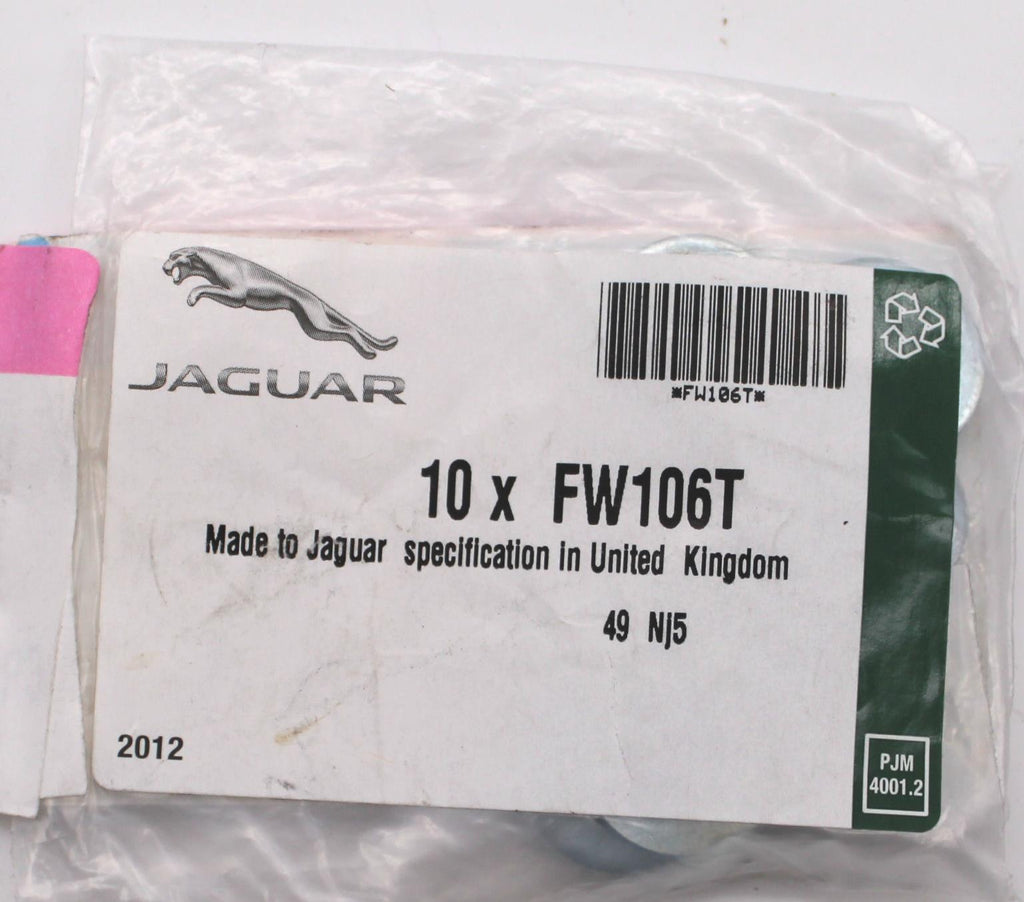 JAGUAR
*FW106T*
10 x FW106T
Made to Jaguar specification in United Kingdom
49 Nj5
2012
PJM
4001.2